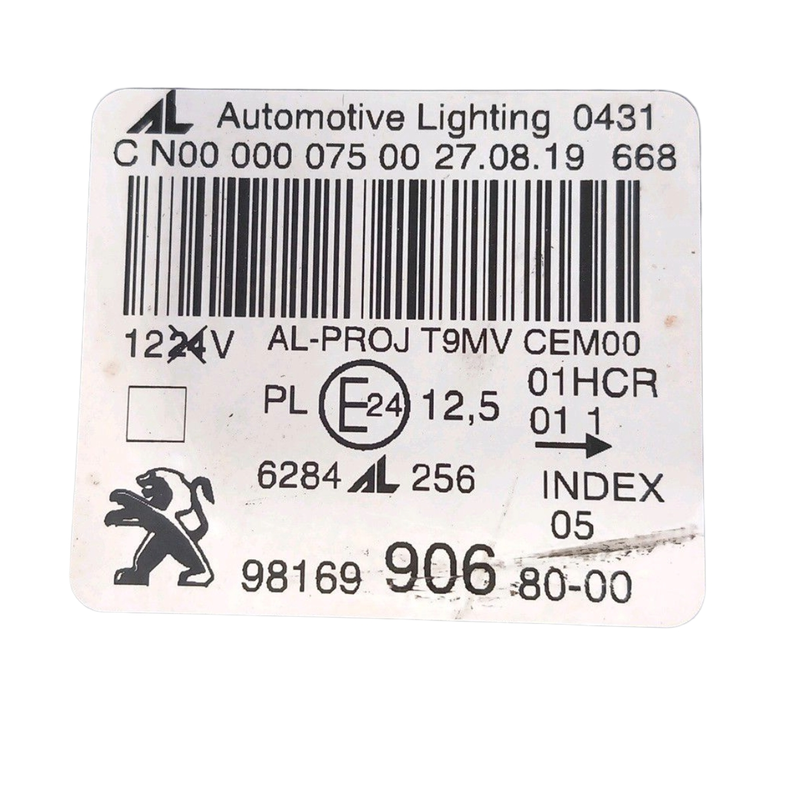 AL Automotive Lighting 0431
C N00 000 075 00 27.08.19 668
1224V AL-PROJ T9MV CEM00
PL E24 12,5 01HCR
01 1
6284 AL 256 INDEX
05
98169 906 80-00